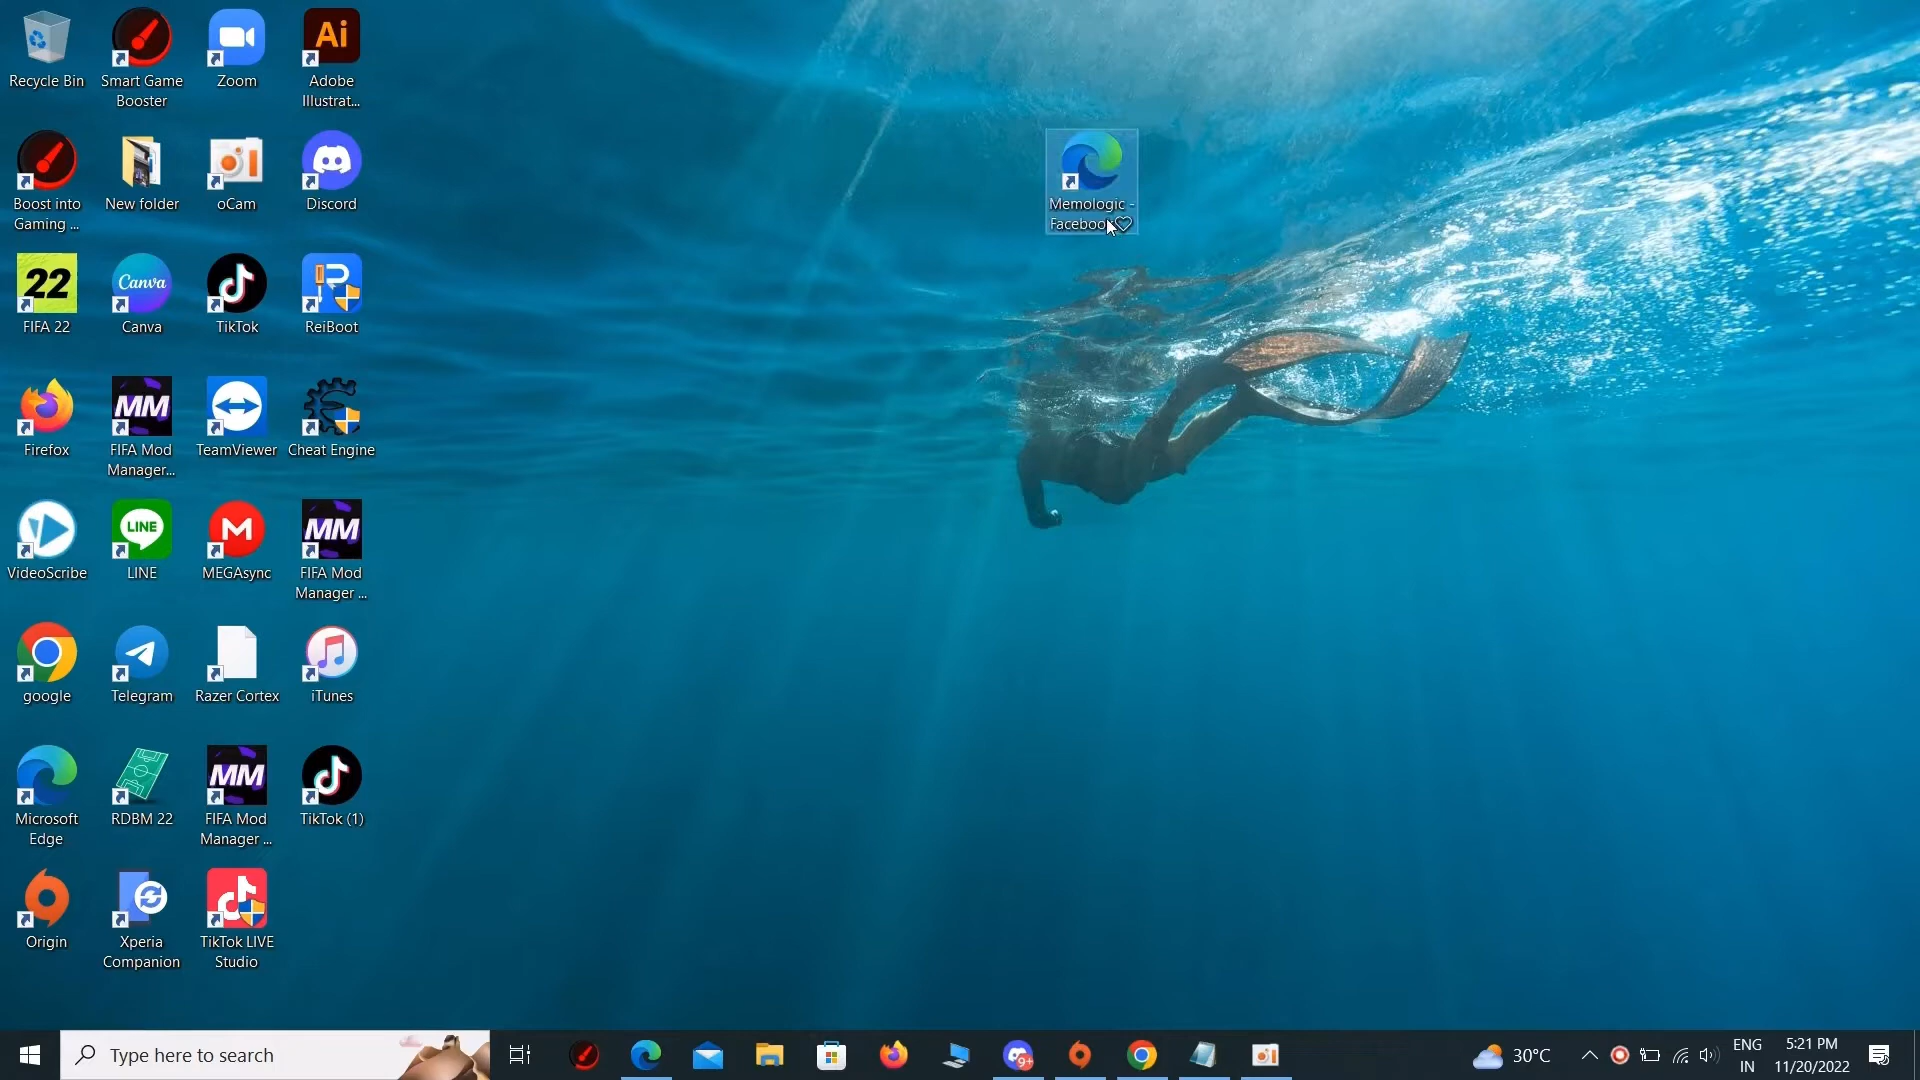 Recycle Bin
Smart Game
Booster
Zoom
Ai
Adobe
Illustrat...
Boost into
Gaming ...
New folder
oCam
Discord
22
FIFA 22
Canva
Canva
TikTok
ReiBoot
Firefox
MM
FIFA Mod
Manager...
TeamViewer
Cheat Engine
VideoScribe
LINE
LINE
M
MEGAsync
MM
FIFA Mod
Manager ...
google
Telegram
Razer Cortex
iTunes
Microsoft
Edge
RDBM 22
MM
FIFA Mod
Manager ...
TikTok (1)
Origin
Xperia
Companion
TikTok LIVE
Studio
Memologic -
Facebook
Type here to search
9+
30°C
ENG
IN
5:21 PM
11/20/2022